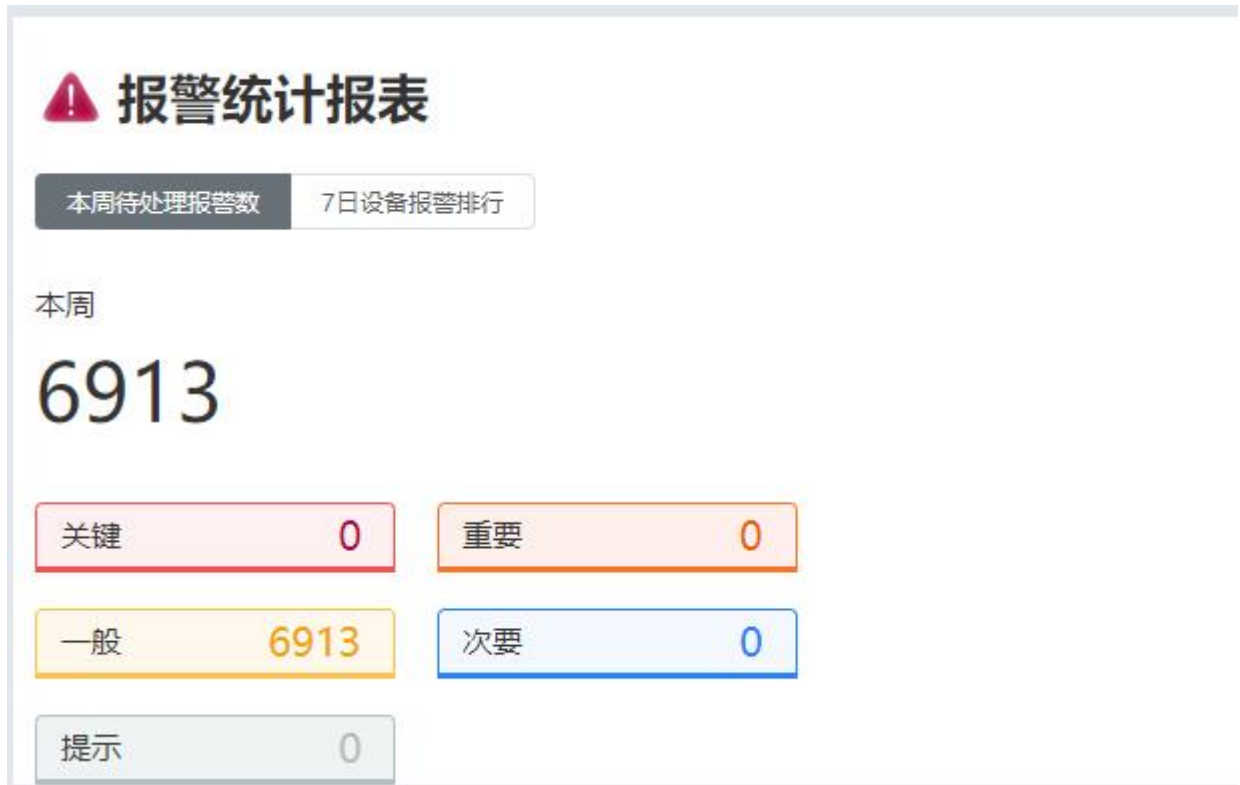 报警统计报表
本周待处理报警数 7日设备报警排行
本周
6913
关键 0 重要 0
一般 6913 次要 0
提示 0